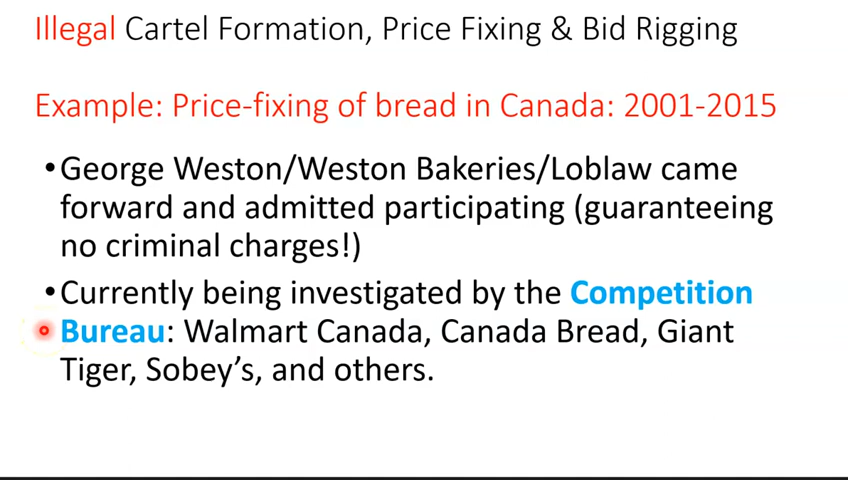 Illegal Cartel Formation, Price Fixing & Bid Rigging
Example: Price-fixing of bread in Canada: 2001-2015
•George Weston/Weston Bakeries/Loblaw came
forward and admitted participating (guaranteeing
no criminal charges!)
•Currently being investigated by the Competition
Bureau: Walmart Canada, Canada Bread, Giant
Tiger, Sobey’s, and others.